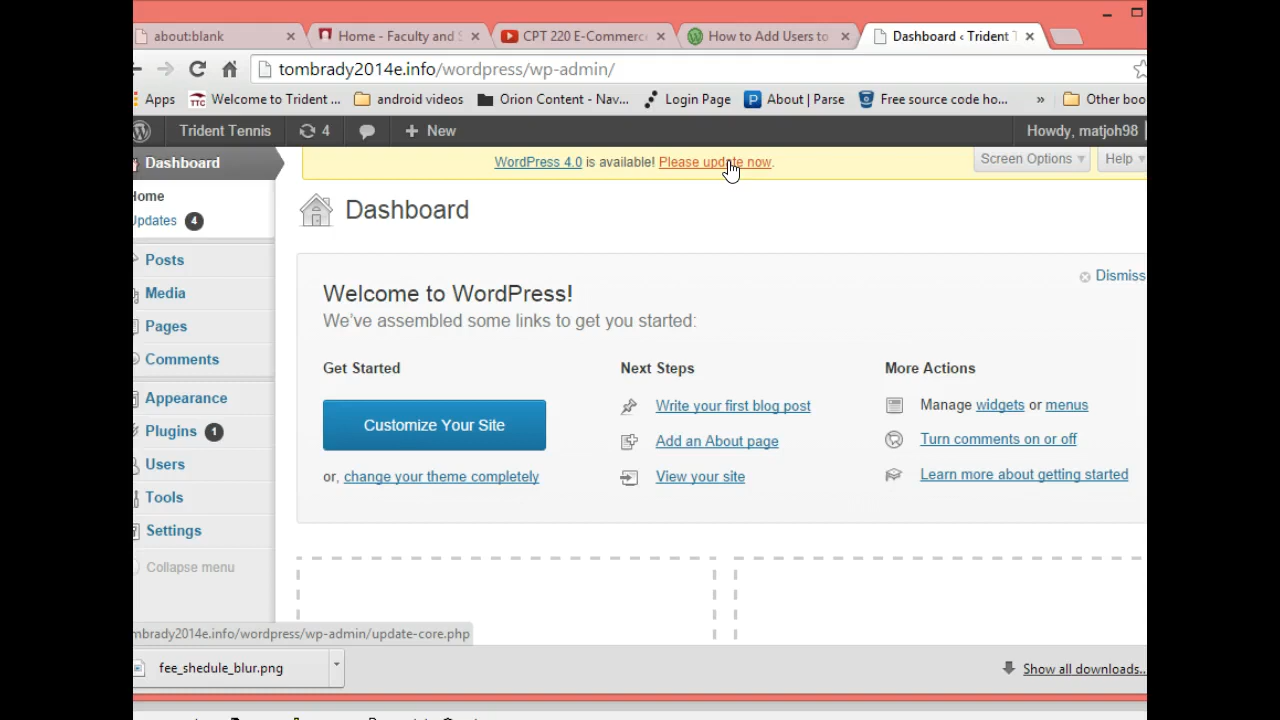 about:blank
Home - Faculty and S
CPT 220 E-Commerce
How to Add Users to
Dashboard ‹ Trident T
tombrady2014e.info/wordpress/wp-admin/
Apps
TTC
Welcome to Trident ...
android videos
Orion Content - Nav...
Login Page
About | Parse
Free source code ho...
»
Other boo
Trident Tennis
4
+ New
Howdy, matjoh98
Dashboard
WordPress 4.0 is available! Please update now.
Screen Options
Help
Home
Updates 4
Dashboard
Posts
Media
Pages
Comments
Appearance
Plugins 1
Users
Tools
Settings
Collapse menu
Dismiss
Welcome to WordPress!
We've assembled some links to get you started:
Get Started
Customize Your Site
or, change your theme completely
Next Steps
Write your first blog post
Add an About page
View your site
More Actions
Manage widgets or menus
Turn comments on or off
Learn more about getting started
mbrady2014e.info/wordpress/wp-admin/update-core.php
fee_shedule_blur.png
Show all downloads...